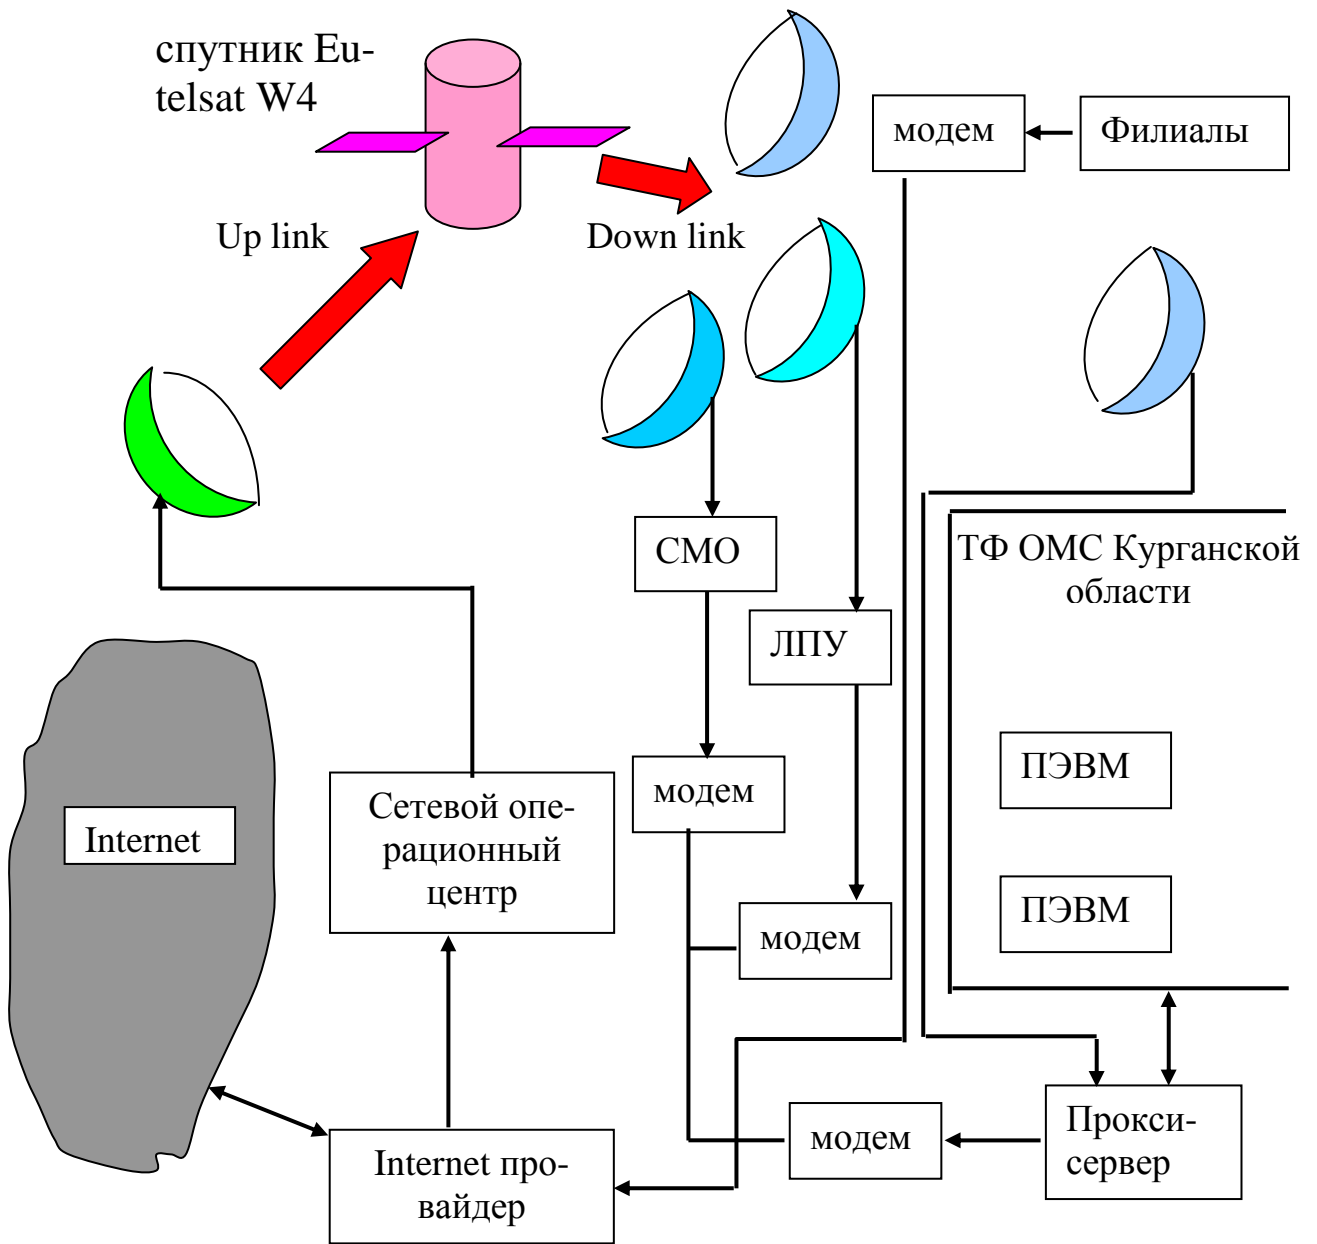 спутник Eu-
telsat W4
Up link
Down link
модем
Филиалы
СМО
ЛПУ
ТФ ОМС Курганской
области
ПЭВМ
ПЭВМ
модем
модем
Internet
Сетевой опе-
рационный
центр
Internet про-
вайдер
модем
Прокси-
сервер